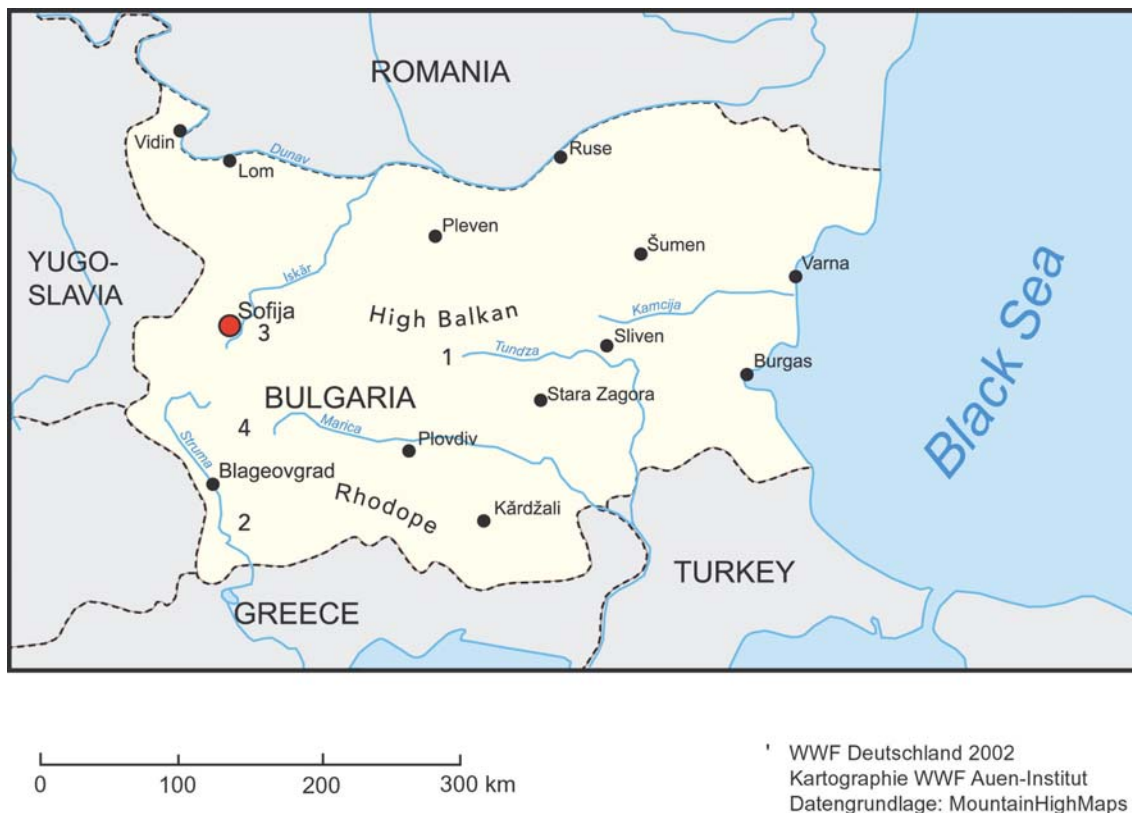 ROMANIA
Vidin
Lom
Dunav
Ruse
Pleven
Šumen
Varna
YUGO-
SLAVIA
Iskăr
Sofija
3
High Balkan
Kamcija
Sliven
1
Tundza
Burgas
BULGARIA
Stara Zagora
4
Marica
Plovdiv
Struma
Blageovgrad
Rhodope
Kărdžali
2
Black Sea
TURKEY
GREECE
0 100 200 300 km
' WWF Deutschland 2002
Kartographie WWF Auen-Institut
Datengrundlage: MountainHighMaps